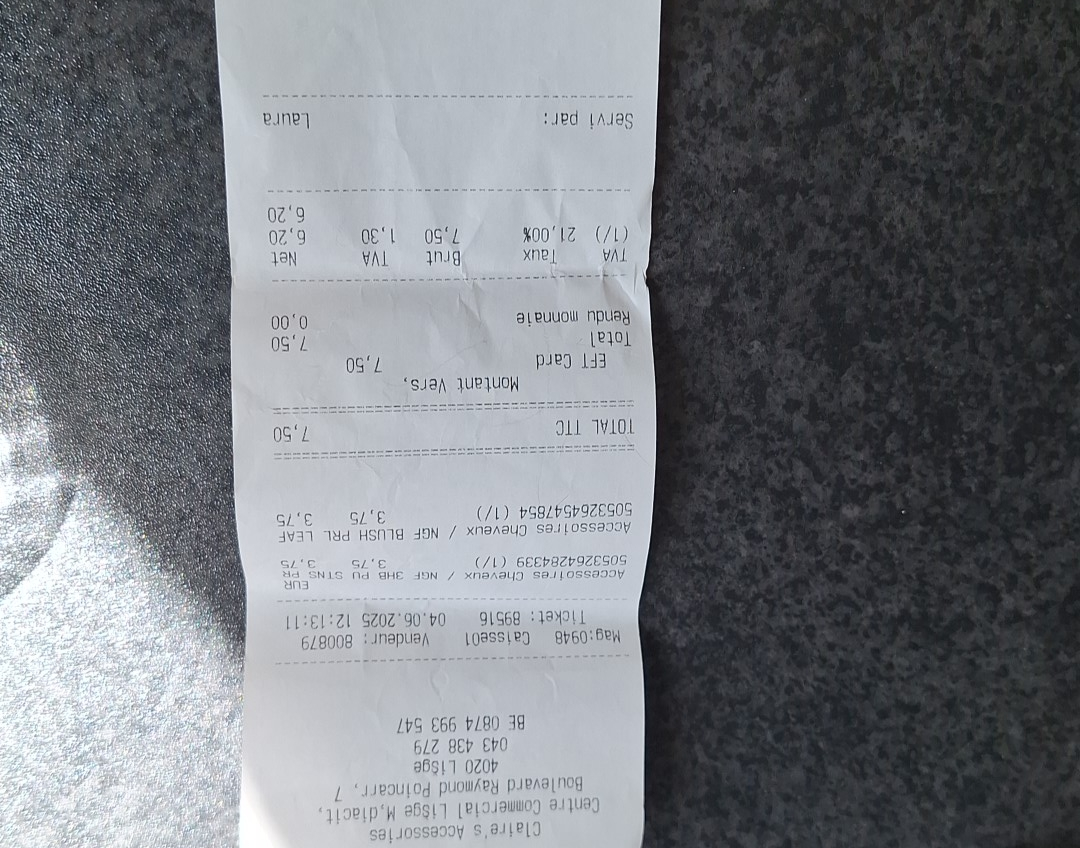 Claire's Accessories
Centre Commercial LiŠge M‚diacit‚
Boulevard Raymond Poincar‚, 7
4020 LiŠge
043 438 279
BE 0874 993 547
Mag:0948 Caisse01 Vendeur: 800879
Ticket: 89516 04.06.2025 12:13:11
EUR
Accessoires Cheveux / NGF 3HB PU STNS PR
5053264284339 (1/) 3,75 3,75
Accessoires Cheveux / NGF BLUSH PRL LEAF
5053264547854 (1/) 3,75 3,75
TOTAL TTC 7,50
Montant Vers‚
EFT Card 7,50
Total 7,50
Rendu monnaie 0,00
TVA Taux Brut TVA Net
(1/) 21,00% 7,50 1,30 6,20
6,20
Servi par: Laura